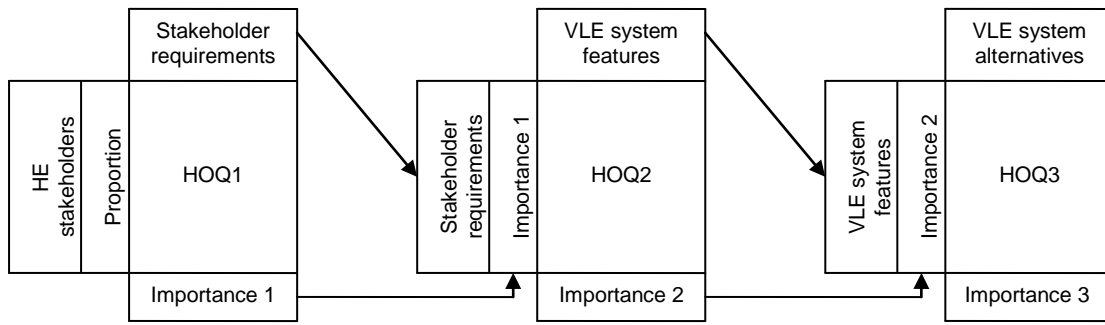 Stakeholder
requirements
HE
stakeholders
Proportion
HOQ1
Importance 1
VLE system
features
Stakeholder
requirements
Importance 1
HOQ2
Importance 2
VLE system
alternatives
VLE system
features
Importance 2
HOQ3
Importance 3